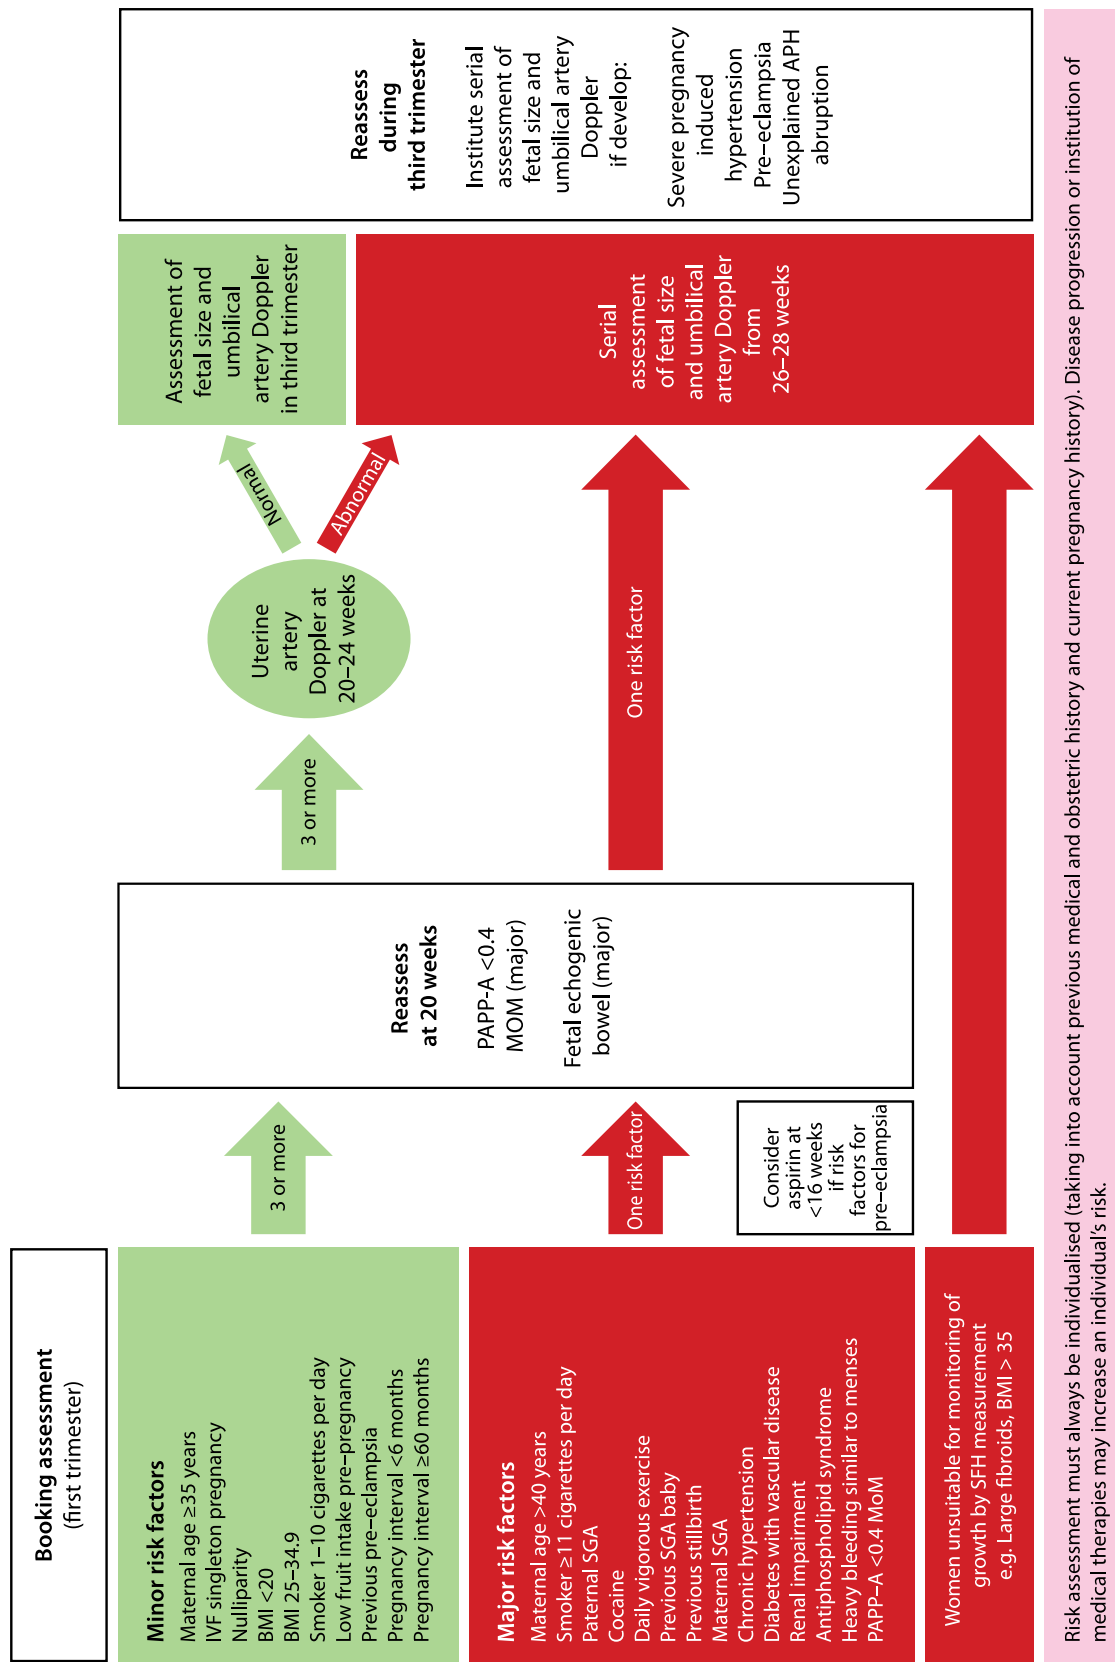 Booking assessment
(first trimester)
Minor risk factors
Maternal age ≥35 years
IVF singleton pregnancy
Nulliparity
BMI <20
BMI 25–34.9
Smoker 1–10 cigarettes per day
Low fruit intake pre–pregnancy
Previous pre–eclampsia
Pregnancy interval <6 months
Pregnancy interval ≥60 months
3 or more
Major risk factors
Maternal age >40 years
Smoker ≥11 cigarettes per day
Paternal SGA
Cocaine
Daily vigorous exercise
Previous SGA baby
Previous stillbirth
Maternal SGA
Chronic hypertension
Diabetes with vascular disease
Renal impairment
Antiphospholipid syndrome
Heavy bleeding similar to menses
PAPP–A <0.4 MoM
One risk factor
Consider
aspirin at
<16 weeks
if risk
factors for
pre–eclampsia
Women unsuitable for monitoring of
growth by SFH measurement
e.g. Large fibroids, BMI > 35
Reassess
at 20 weeks
PAPP-A <0.4
MOM (major)
Fetal echogenic
bowel (major)
3 or more
One risk factor
Uterine
artery
Doppler at
20–24 weeks
Normal
Abnormal
Assessment of
fetal size and
umbilical
artery Doppler
in third trimester
Serial
assessment
of fetal size
and umbilical
artery Doppler
from
26–28 weeks
Reassess
during
third trimester
Institute serial
assessment of
fetal size and
umbilical artery
Doppler
if develop:
Severe pregnancy
induced
hypertension
Pre–eclampsia
Unexplained APH
abruption
Risk assessment must always be individualised (taking into account previous medical and obstetric history and current pregnancy history). Disease progression or institution of
medical therapies may increase an individual's risk.